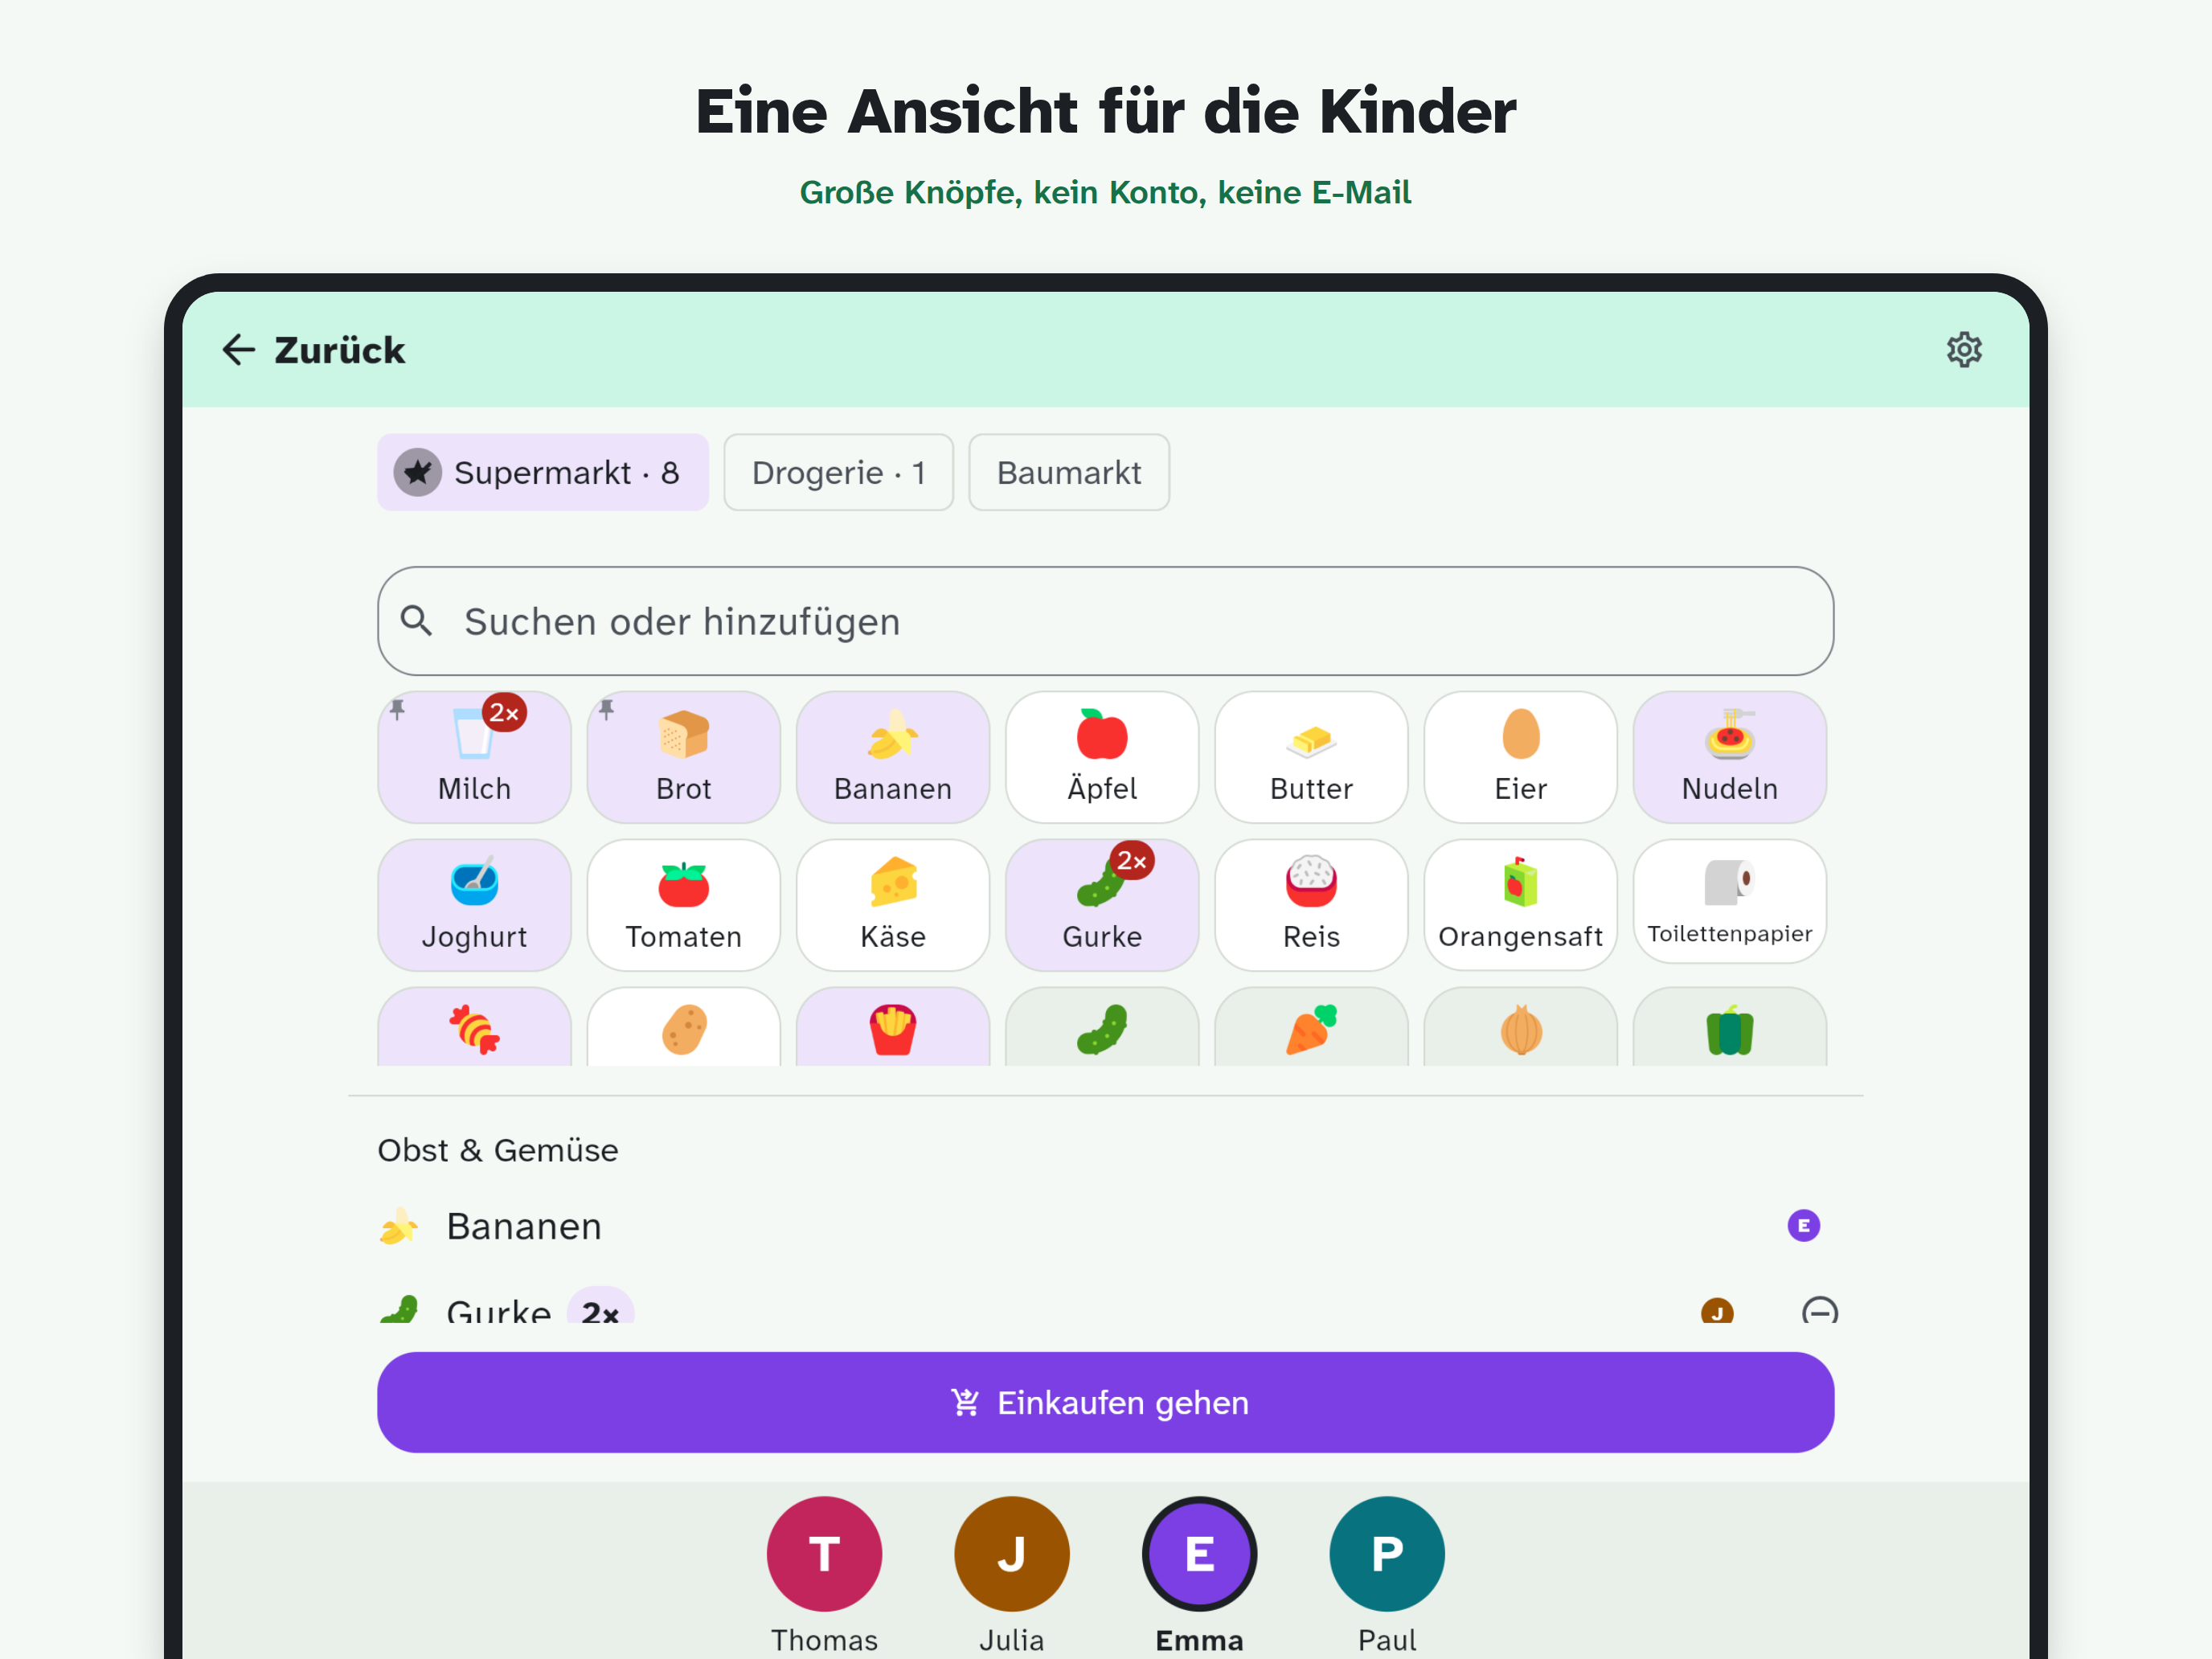 Eine Ansicht für die Kinder
Große Knöpfe, kein Konto, keine E-Mail
Zurück
Supermarkt · 8
Drogerie · 1
Baumarkt
Suchen oder hinzufügen
2×
Milch
Brot
Bananen
Äpfel
Butter
Eier
Nudeln
Joghurt
Tomaten
Käse
2×
Gurke
Reis
Orangensaft
Toilettenpapier
Obst & Gemüse
Bananen
E
Gurke 2×
J
Einkaufen gehen
T
J
E
P
Thomas
Julia
Emma
Paul